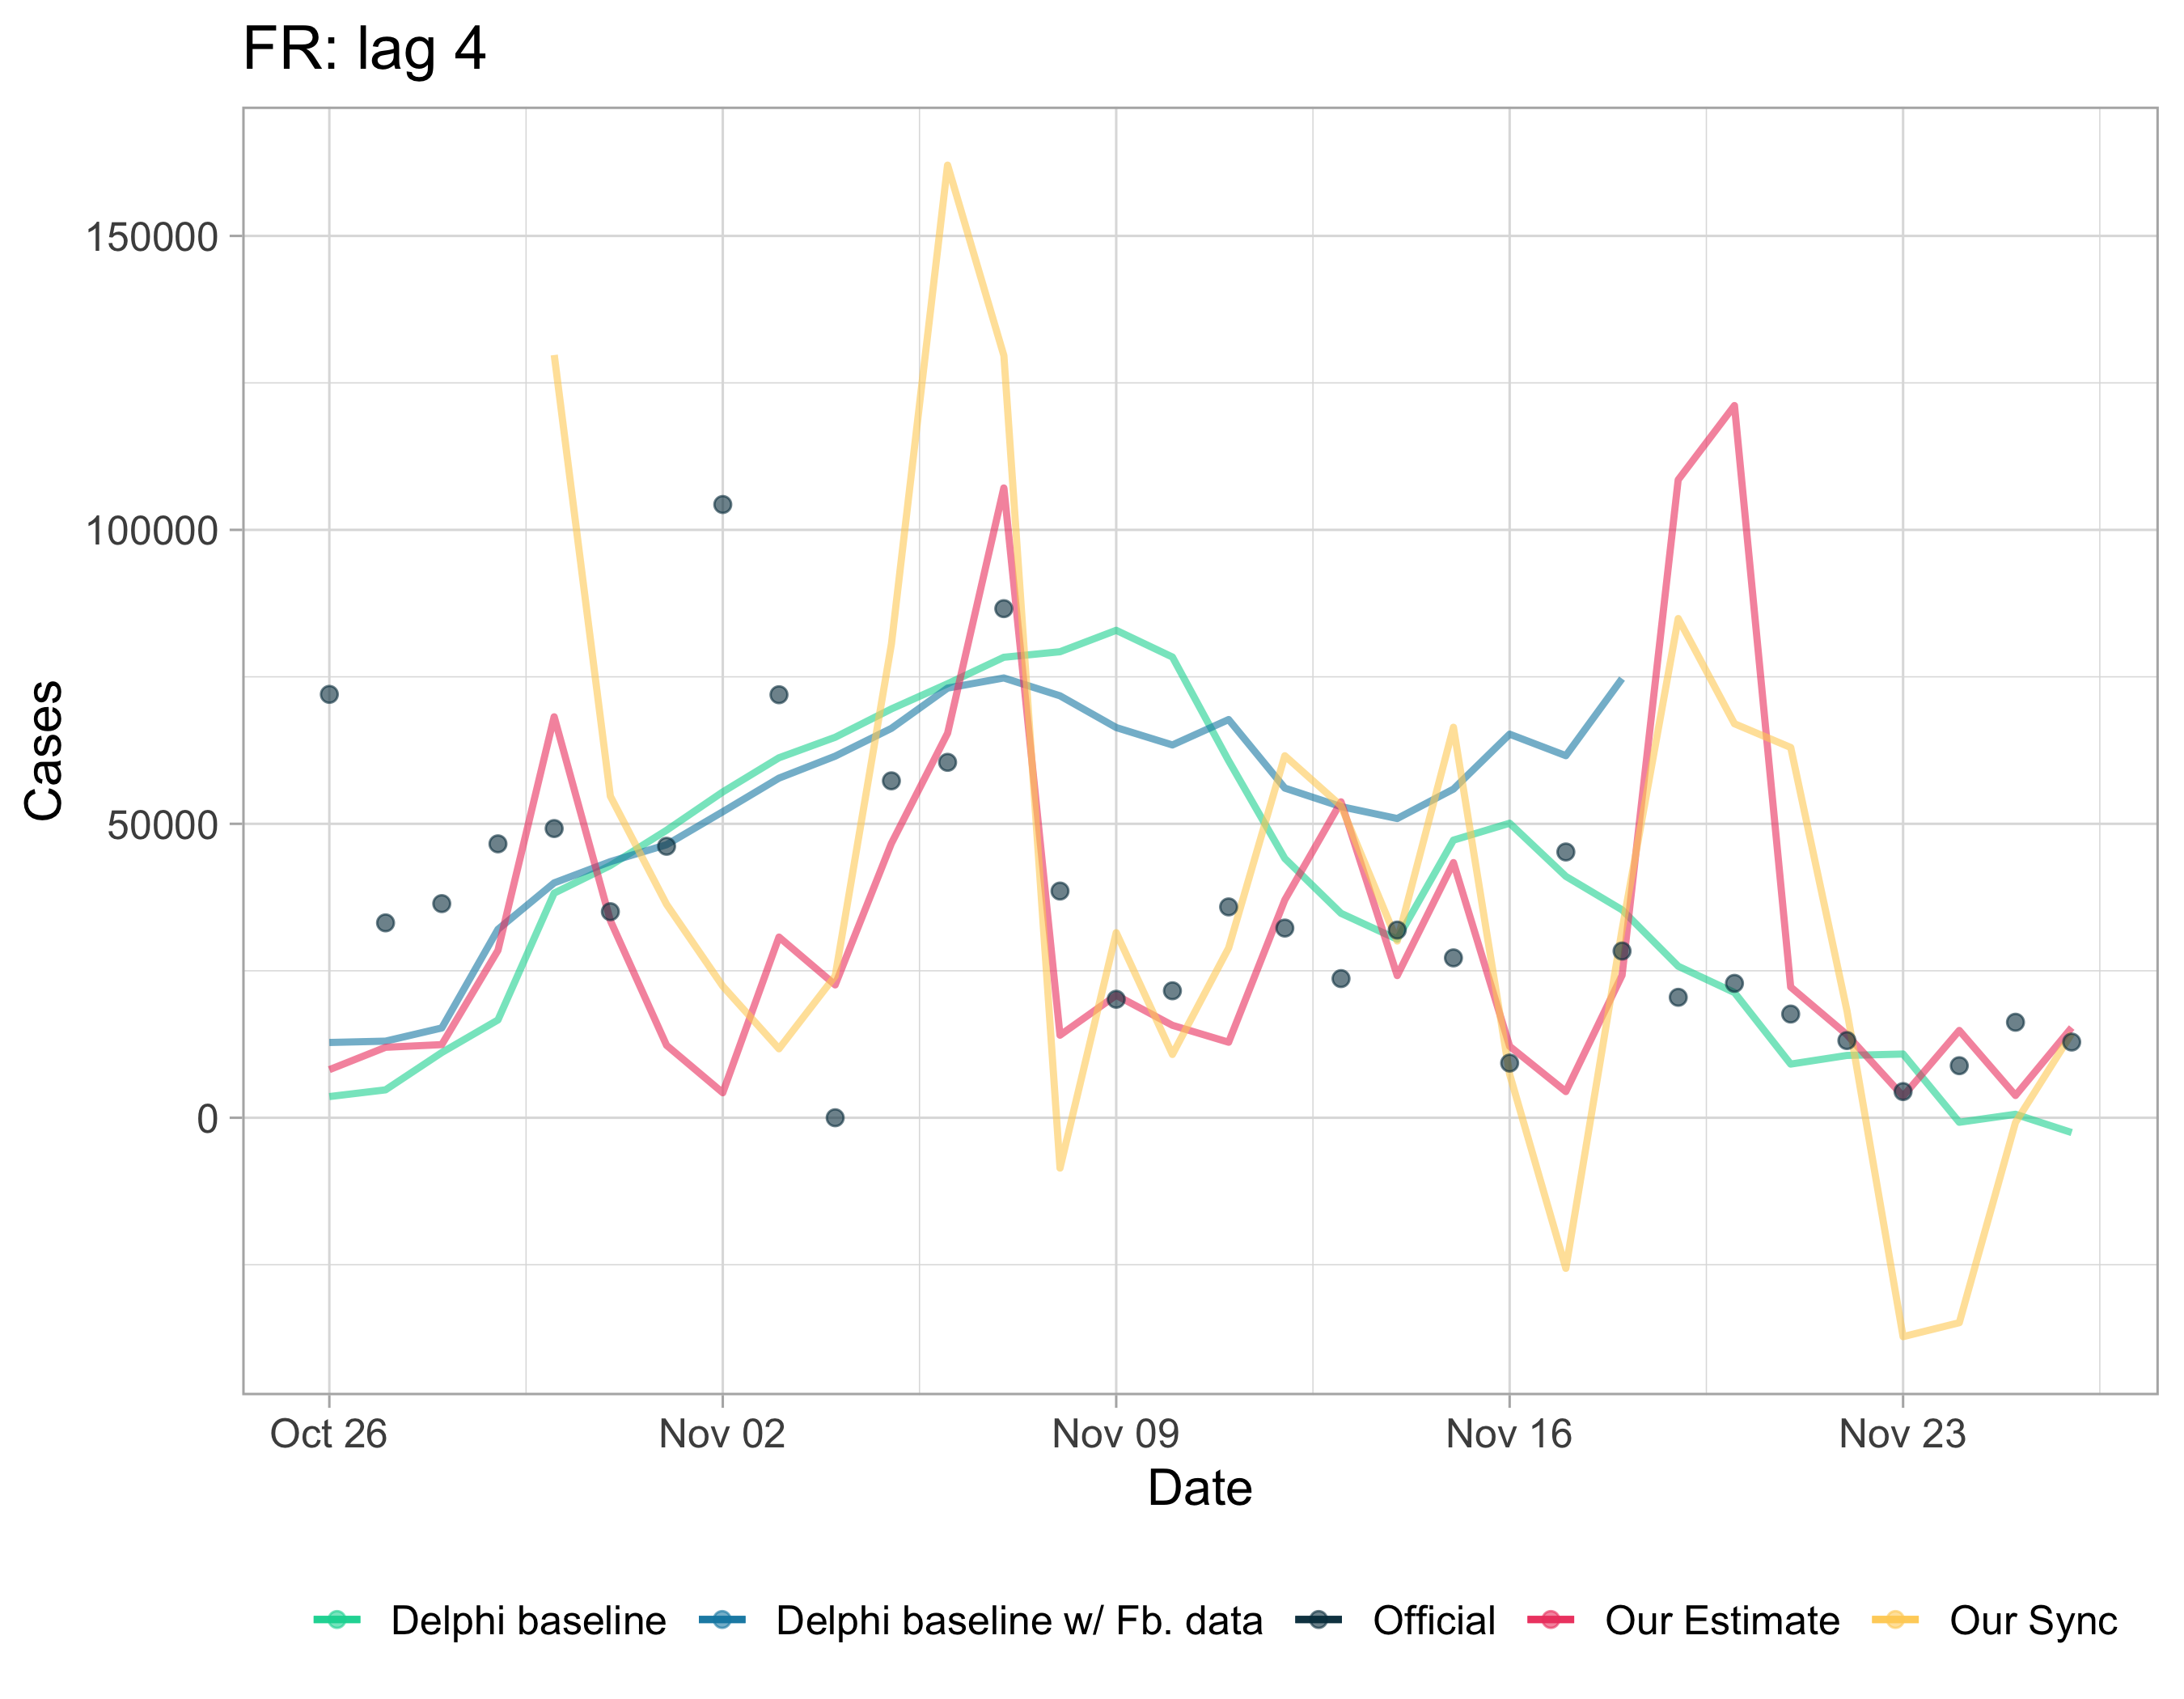 FR: lag 4
150000
100000
50000
0
Cases
Oct 26 Nov 02 Nov 09 Nov 16 Nov 23
Date
Delphi baseline Delphi baseline w/ Fb. data Official Our Estimate Our Sync